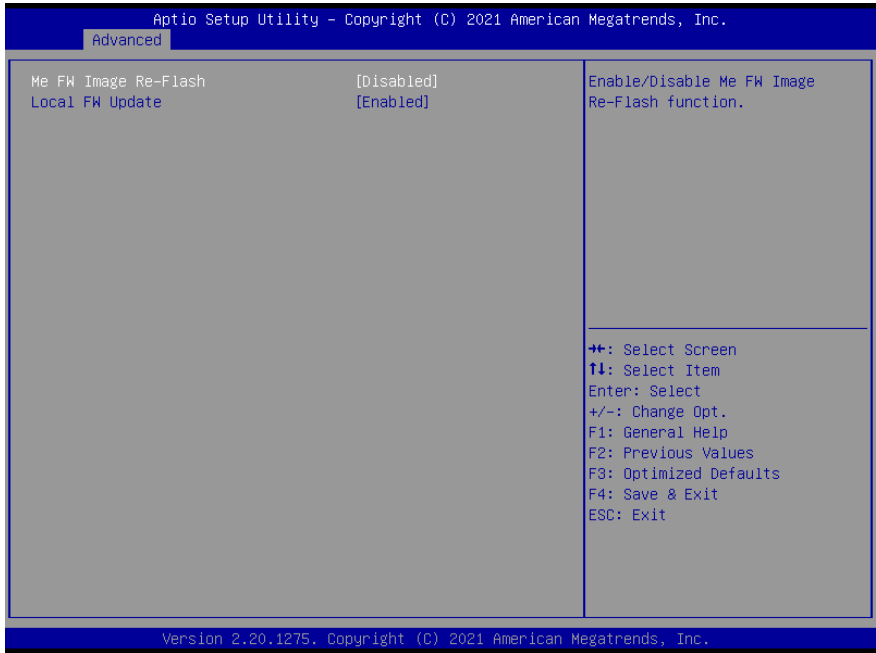 Aptio Setup Utility – Copyright (C) 2021 American Megatrends, Inc.
Advanced
Me FW Image Re-Flash [Disabled]
Local FW Update [Enabled]
Enable/Disable Me FW Image
Re-Flash function.
→←: Select Screen
↑↓: Select Item
Enter: Select
+/-: Change Opt.
F1: General Help
F2: Previous Values
F3: Optimized Defaults
F4: Save & Exit
ESC: Exit
Version 2.20.1275. Copyright (C) 2021 American Megatrends, Inc.